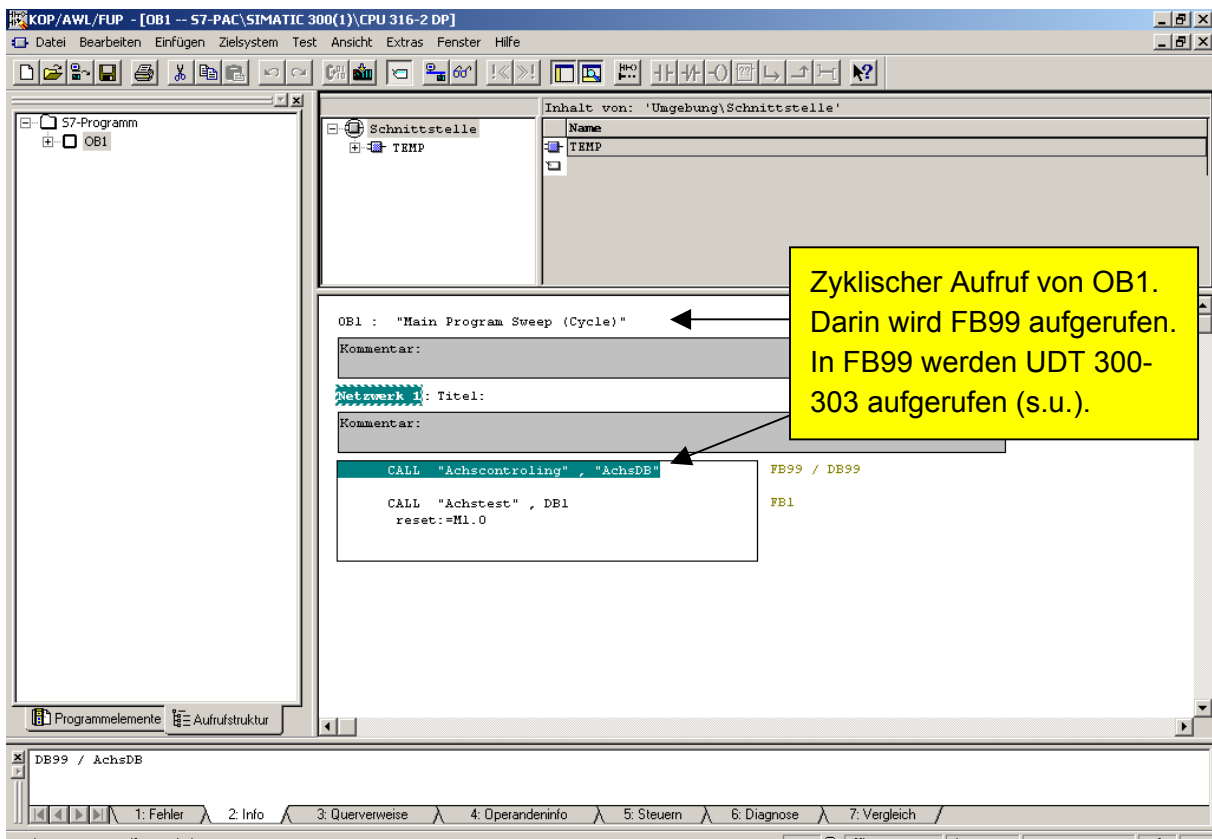 KOP/AWL/FUP - [OB1 -- S7-PAC\SIMATIC 300(1)\CPU 316-2 DP]
Datei Bearbeiten Einfügen Zielsystem Test Ansicht Extras Fenster Hilfe
S7-Programm
OB1
Inhalt von: 'Umgebung\Schnittstelle'
Schnittstelle
TEMP
Name
TEMP
Zyklischer Aufruf von OB1.
Darin wird FB99 aufgerufen.
In FB99 werden UDT 300-
303 aufgerufen (s.u.).
OB1 : "Main Program Sweep (Cycle)"
Kommentar:
Netzwerk 1: Titel:
Kommentar:
CALL "Achscontroling" , "AchsDB" FB99 / DB99
CALL "Achstest" , DB1 FB1
reset:=M1.0
Programmelemente Aufrufstruktur
DB99 / AchsDB
1: Fehler 2: Info 3: Querverweise 4: Operandeninfo 5: Steuern 6: Diagnose 7: Vergleich